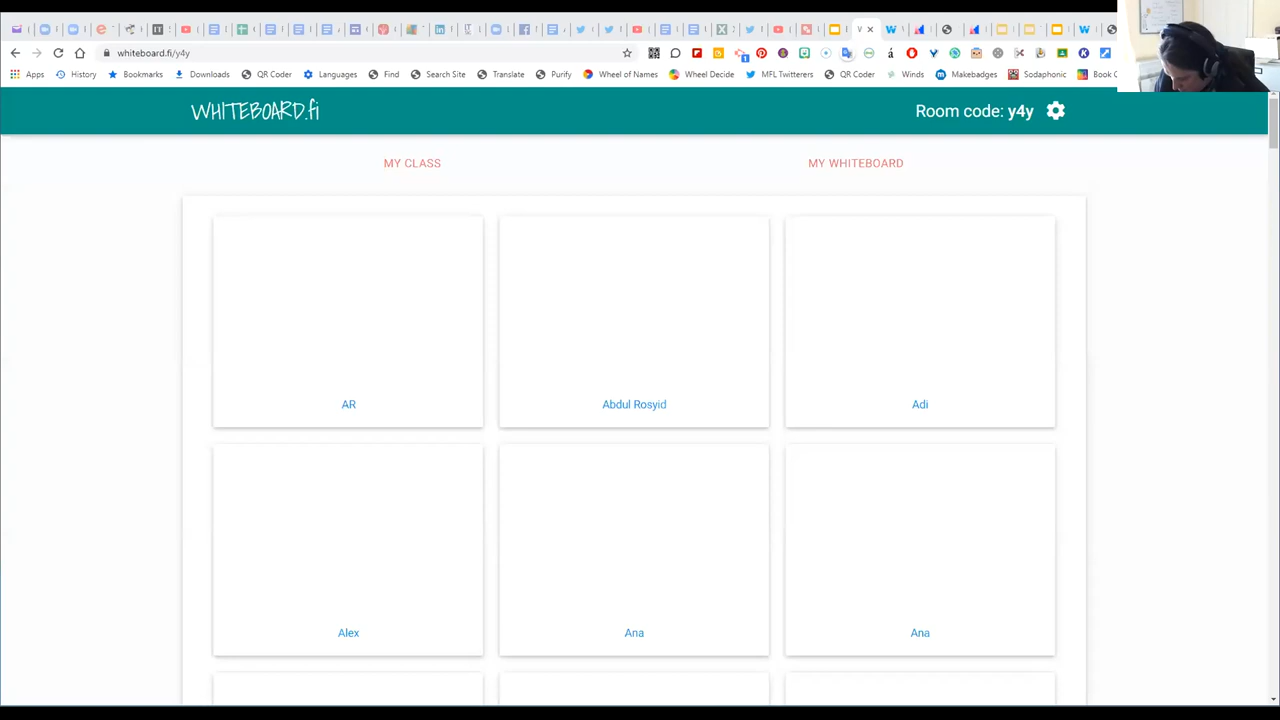 whiteboard.fi/y4y
Apps History Bookmarks Downloads QR Coder Languages Find Search Site Translate Purify Wheel of Names Wheel Decide MFL Twitterers QR Coder Winds Makebadges Sodaphonic Book
WHITEBOARD.fi
Room code: y4y
MY CLASS MY WHITEBOARD
AR Abdul Rosyid Adi
Alex Ana Ana